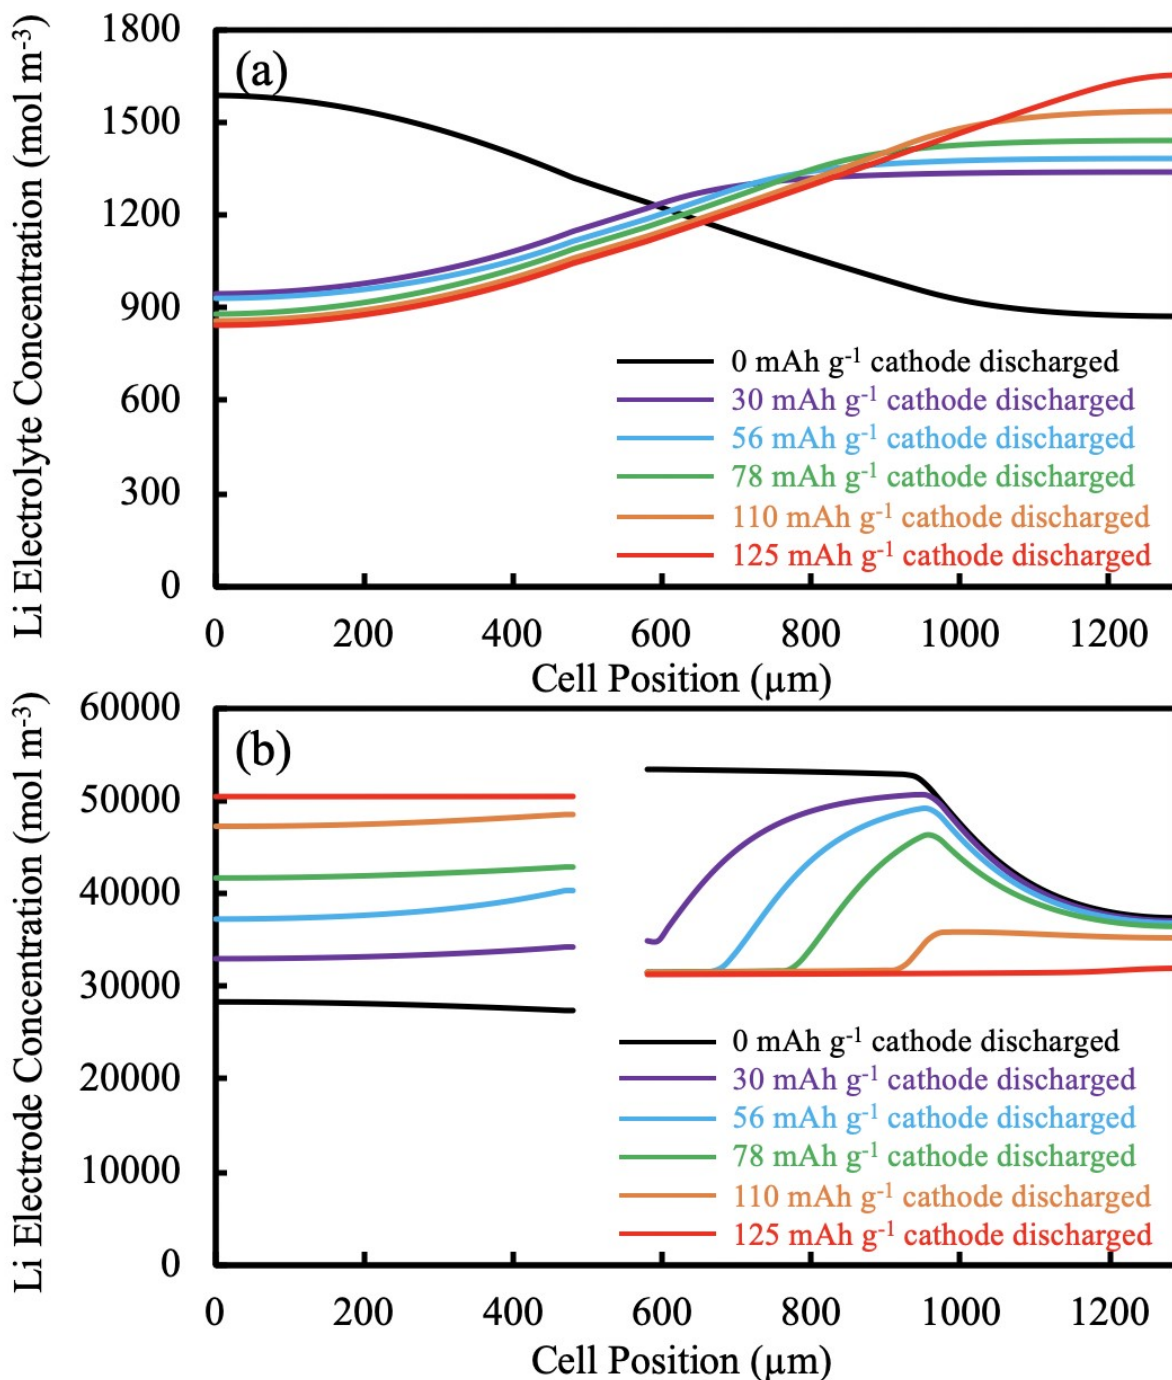 (a)
Li Electrolyte Concentration (mol m⁻³)
1800
1500
1200
900
600
300
0
0 mAh g⁻¹ cathode discharged
30 mAh g⁻¹ cathode discharged
56 mAh g⁻¹ cathode discharged
78 mAh g⁻¹ cathode discharged
110 mAh g⁻¹ cathode discharged
125 mAh g⁻¹ cathode discharged
0 200 400 600 800 1000 1200
Cell Position (µm)
(b)
Li Electrode Concentration (mol m⁻³)
60000
50000
40000
30000
20000
10000
0
0 mAh g⁻¹ cathode discharged
30 mAh g⁻¹ cathode discharged
56 mAh g⁻¹ cathode discharged
78 mAh g⁻¹ cathode discharged
110 mAh g⁻¹ cathode discharged
125 mAh g⁻¹ cathode discharged
0 200 400 600 800 1000 1200
Cell Position (µm)